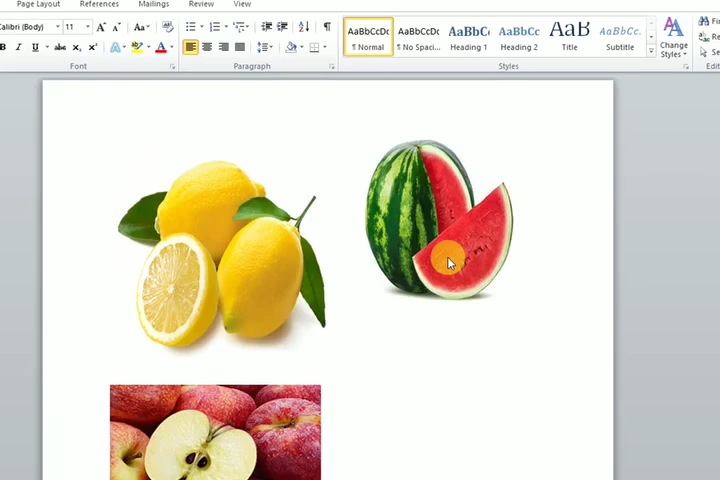 Page Layout References Mailings Review View
Calibri (Body) 11
AaBbCcDc AaBbCcDc AaBbC AaBbCc AaB AaBbCc.
¶ Normal ¶ No Spaci... Heading 1 Heading 2 Title Subtitle
Change
Styles
Font Paragraph Styles